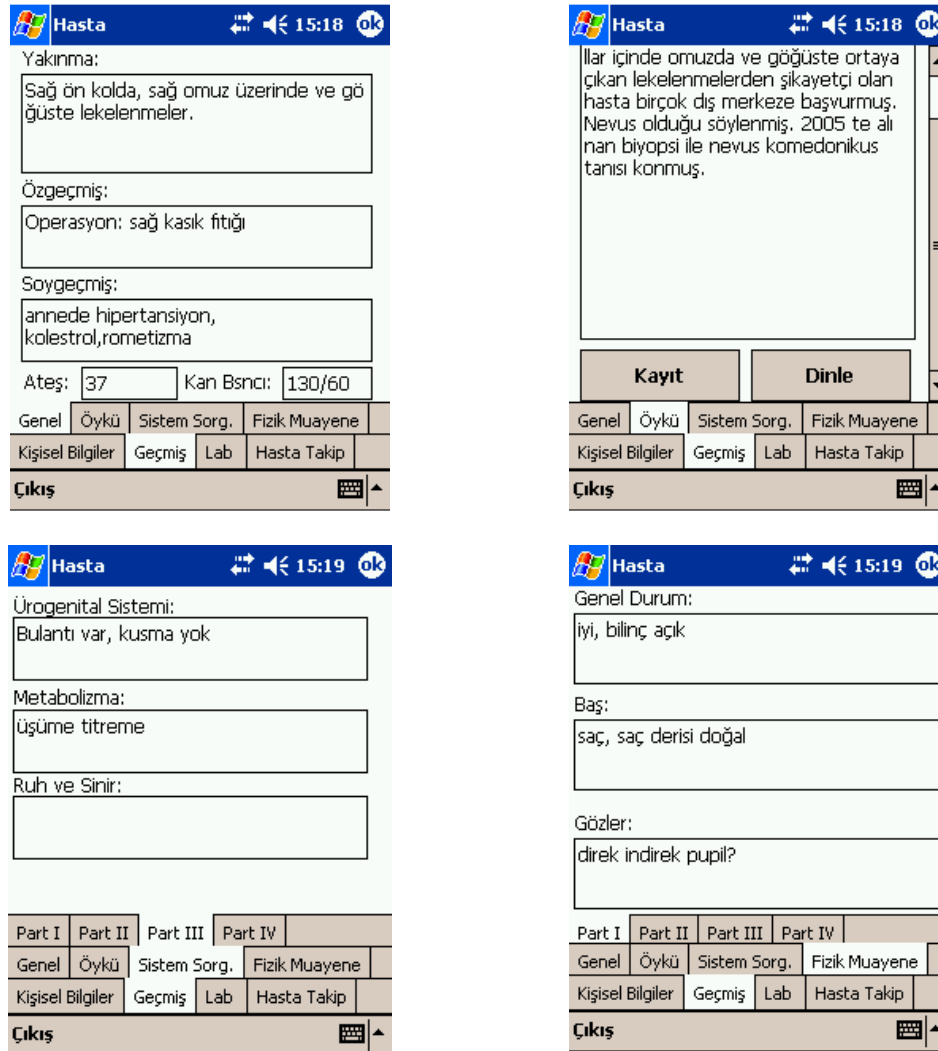 Hasta 15:18 ok
Yakınma:
Sağ ön kolda, sağ omuz üzerinde ve gö
ğüste lekelenmeler.
Özgeçmiş:
Operasyon: sağ kasık fıtığı
Soygeçmiş:
annede hipertansiyon,
kolestrol,rometizma
Ateş: 37 Kan Bsncı: 130/60
Genel Öykü Sistem Sorg. Fizik Muayene
Kişisel Bilgiler Geçmiş Lab Hasta Takip
Çıkış
Hasta 15:18 ok
llar içinde omuzda ve göğüste ortaya
çıkan lekelenmelerden şikayetçi olan
hasta birçok dış merkeze başvurmuş.
Nevus olduğu söylenmiş. 2005 te alı
nan biyopsi ile nevus komedonikus
tanısı konmuş.
Kayıt Dinle
Genel Öykü Sistem Sorg. Fizik Muayene
Kişisel Bilgiler Geçmiş Lab Hasta Takip
Çıkış
Hasta 15:19 ok
Ürogenital Sistemi:
Bulantı var, kusma yok
Metabolizma:
üşüme titreme
Ruh ve Sinir:
Part I Part II Part III Part IV
Genel Öykü Sistem Sorg. Fizik Muayene
Kişisel Bilgiler Geçmiş Lab Hasta Takip
Çıkış
Hasta 15:19 ok
Genel Durum:
iyi, bilinç açık
Baş:
saç, saç derisi doğal
Gözler:
direk indirek pupil?
Part I Part II Part III Part IV
Genel Öykü Sistem Sorg. Fizik Muayene
Kişisel Bilgiler Geçmiş Lab Hasta Takip
Çıkış